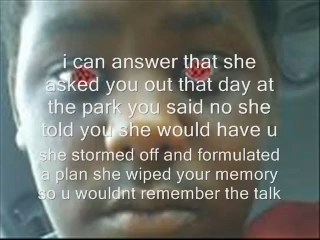 i can answer that she
asked you out that day at
the park you said no she
told you she would have u
she stormed off and formulated
a plan she wiped your memory
so u wouldnt remember the talk